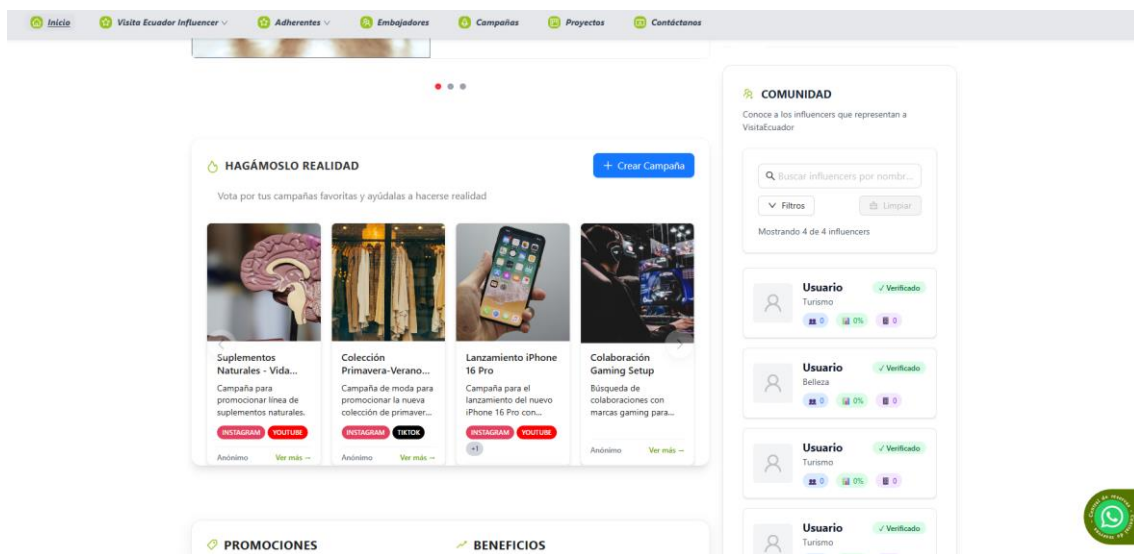 Inicio
Visita Ecuador Influencer
Adherentes
Embajadores
Campañas
Proyectos
Contáctanos
HAGÁMOSLO REALIDAD
+ Crear Campaña
Vota por tus campañas favoritas y ayúdalas a hacerse realidad
Suplementos
Naturales - Vida...
Campaña para
promocionar línea de
suplementos naturales.
INSTAGRAM YOUTUBE
Anónimo Ver más →
Colección
Primavera-Verano...
Campaña de moda para
promocionar la nueva
colección de primaver...
INSTAGRAM TIKTOK
Anónimo Ver más →
Lanzamiento iPhone
16 Pro
Campaña para el
lanzamiento del nuevo
iPhone 16 Pro con...
INSTAGRAM YOUTUBE
+1
Colaboración
Gaming Setup
Búsqueda de
colaboraciones con
marcas gaming para...
Anónimo Ver más →
PROMOCIONES
BENEFICIOS
COMUNIDAD
Conoce a los influencers que representan a
VisitaEcuador
Buscar influencers por nombr...
Filtros
Limpiar
Mostrando 4 de 4 influencers
Usuario ✓ Verificado
Turismo
0 0% 0
Usuario ✓ Verificado
Belleza
0 0% 0
Usuario ✓ Verificado
Turismo
0 0% 0
Usuario ✓ Verificado
Turismo